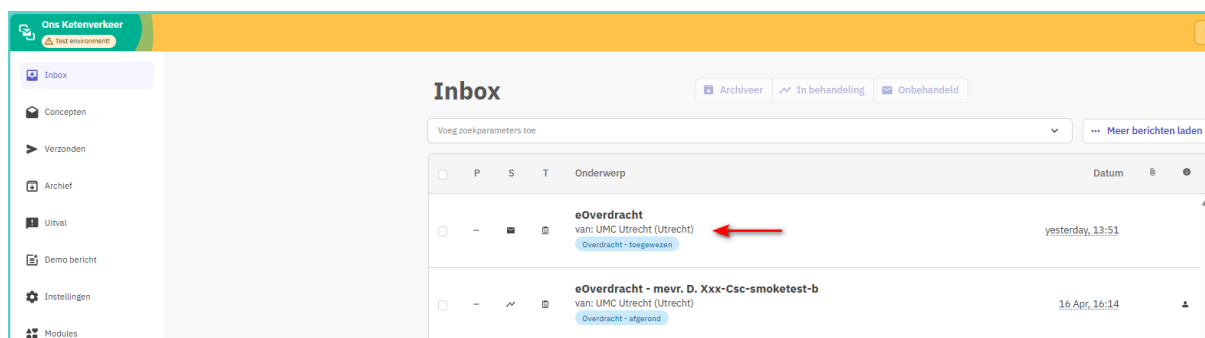 Ons Ketenverkeer
Test environment!
Inbox
Concepten
Verzonden
Archief
Uitval
Demo bericht
Instellingen
Modules
Inbox
Archiveer In behandeling Onbehandeld
Voeg zoekparameters toe
Meer berichten laden
P S T Onderwerp Datum
eOverdracht
van: UMC Utrecht (Utrecht)
Overdracht - toegewezen
yesterday, 13:51
eOverdracht - mevr. D. Xxx-Csc-smoketest-b
van: UMC Utrecht (Utrecht)
Overdracht - afgerond
16 Apr, 16:14